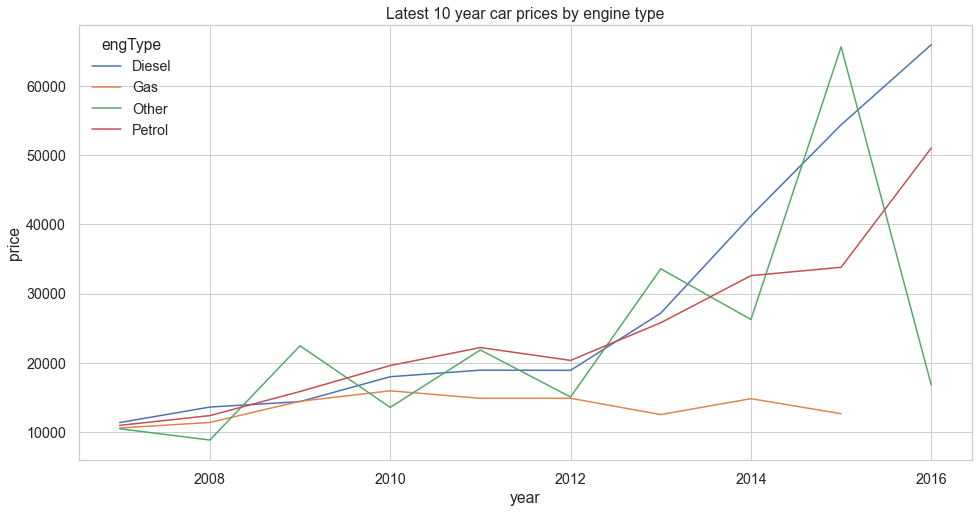 Latest 10 year car prices by engine type
engType
Diesel
Gas
Other
Petrol
price
60000
50000
40000
30000
20000
10000
2008 2010 2012 2014 2016
year